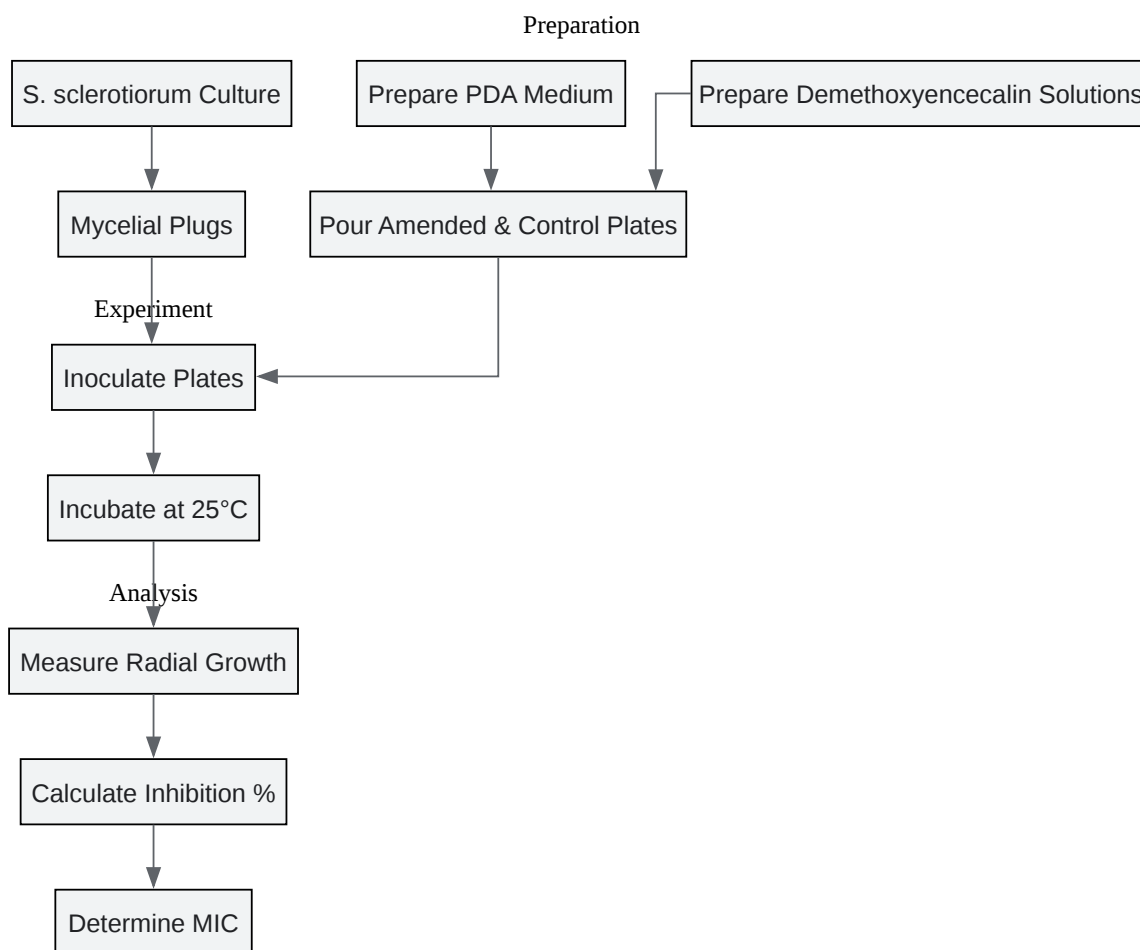 Preparation
S. sclerotiorum Culture
Prepare PDA Medium
Prepare Demethoxyencecalin Solutions
Mycelial Plugs
Pour Amended & Control Plates
Experiment
Inoculate Plates
Incubate at 25°C
Analysis
Measure Radial Growth
Calculate Inhibition %
Determine MIC